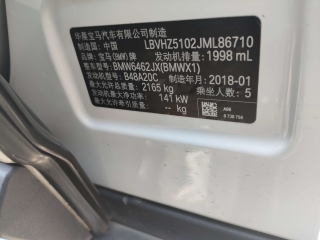 华晨宝马汽车有限公司制造
制造国：中国 LBVHZ5102JML86710
品牌：宝马(BMW)牌
整车型号：BMW6462JX(BMWX1)
发动机型号：B48A20C 发动机排量：1998 mL
最大允许总质量：2165 kg 制造年月：2018-01
发动机最大净功率：141 kW 乘坐人数：5